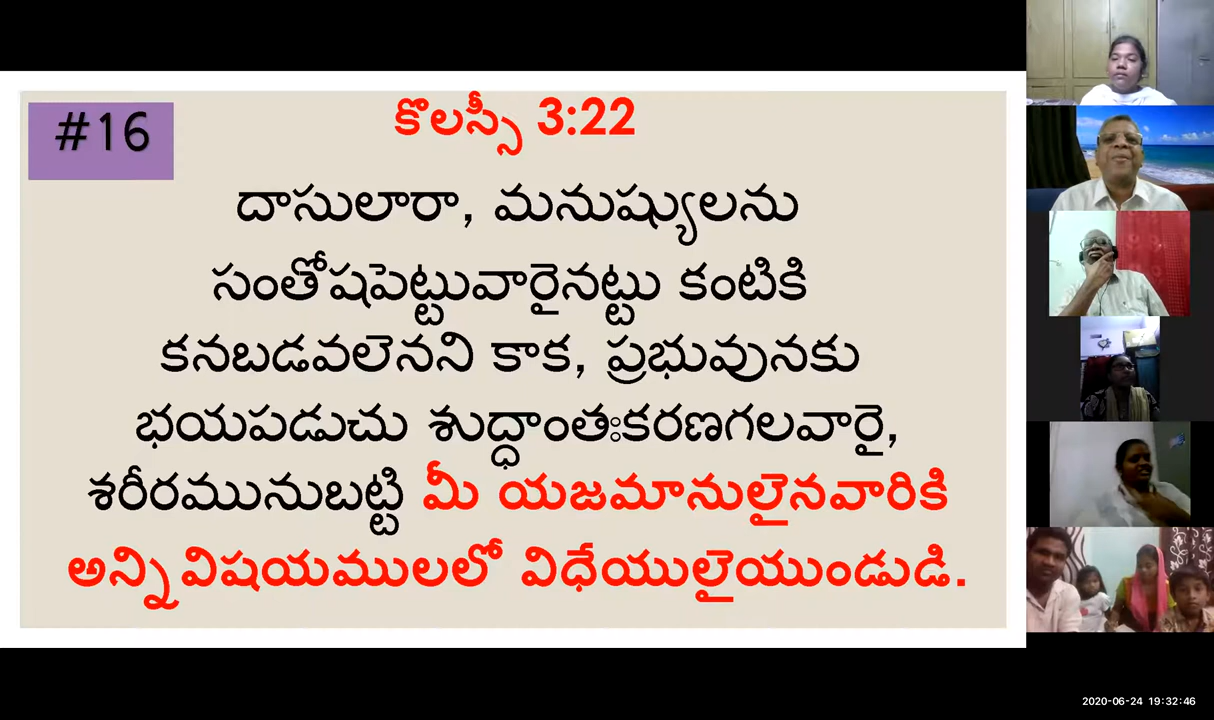 #16
కొలస్సీ 3:22
దాసులారా, మనుష్యులను
సంతోషపెట్టువారైనట్టు కంటికి
కనబడవలెనని కాక, ప్రభువునకు
భయపడుచు శుద్ధాంతఃకరణగలవారై,
శరీరమునుబట్టి మీ యజమానులైనవారికి
అన్నివిషయములలో విధేయులైయుండుడి.
2020-06-24 19:32:46